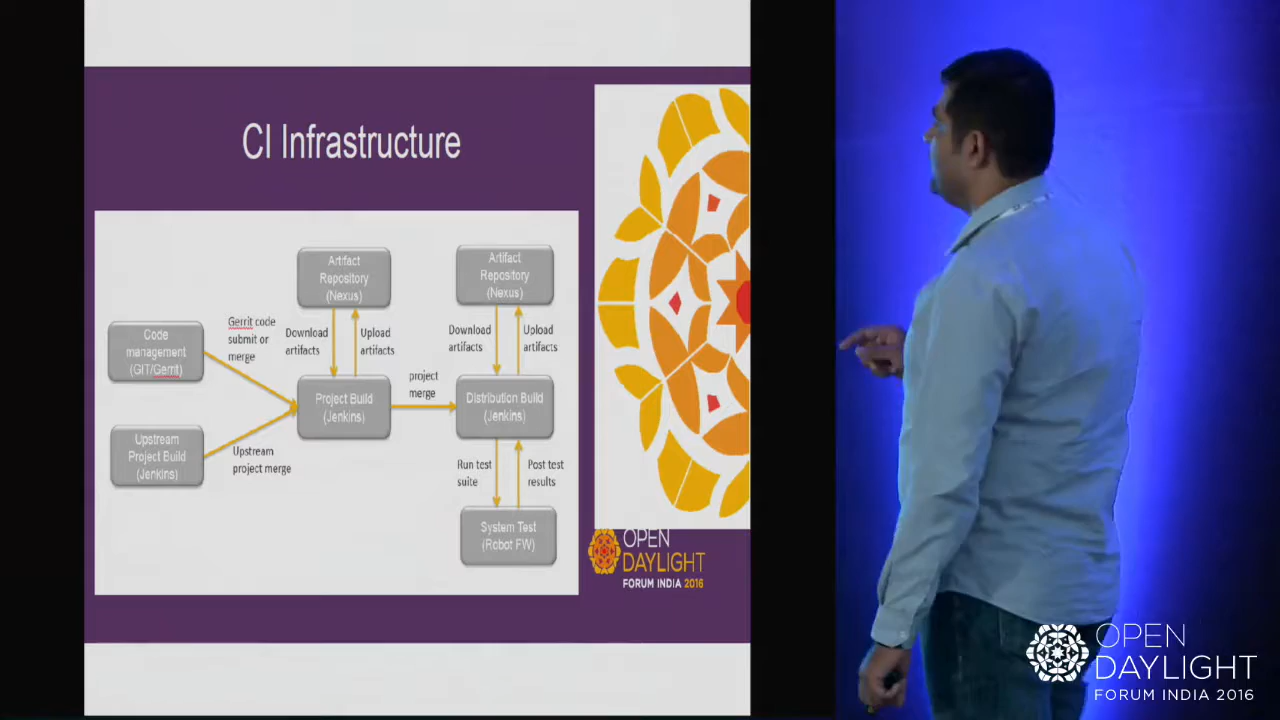 CI Infrastructure
Artifact
Repository
(Nexus)
Artifact
Repository
(Nexus)
Code
management
(GIT/Gerrit)
Gerrit code
submit or
merge
Download
artifacts
Upload
artifacts
Download
artifacts
Upload
artifacts
Project Build
(Jenkins)
project
merge
Distribution Build
(Jenkins)
Upstream
Project Build
(Jenkins)
Upstream
project merge
Run test
suite
Post test
results
System Test
(Robot FW)
OPEN
DAYLIGHT
FORUM INDIA 2016
OPEN
DAYLIGHT
FORUM INDIA 2016